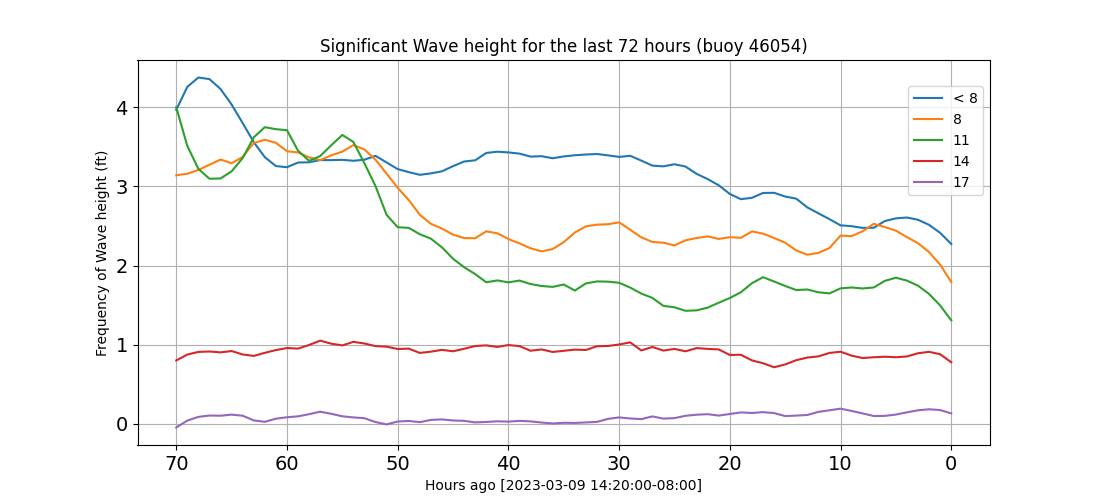 Significant Wave height for the last 72 hours (buoy 46054)
Frequency of Wave height (ft)
4
3
2
1
0
< 8
8
11
14
17
70 60 50 40 30 20 10 0
Hours ago [2023-03-09 14:20:00-08:00]